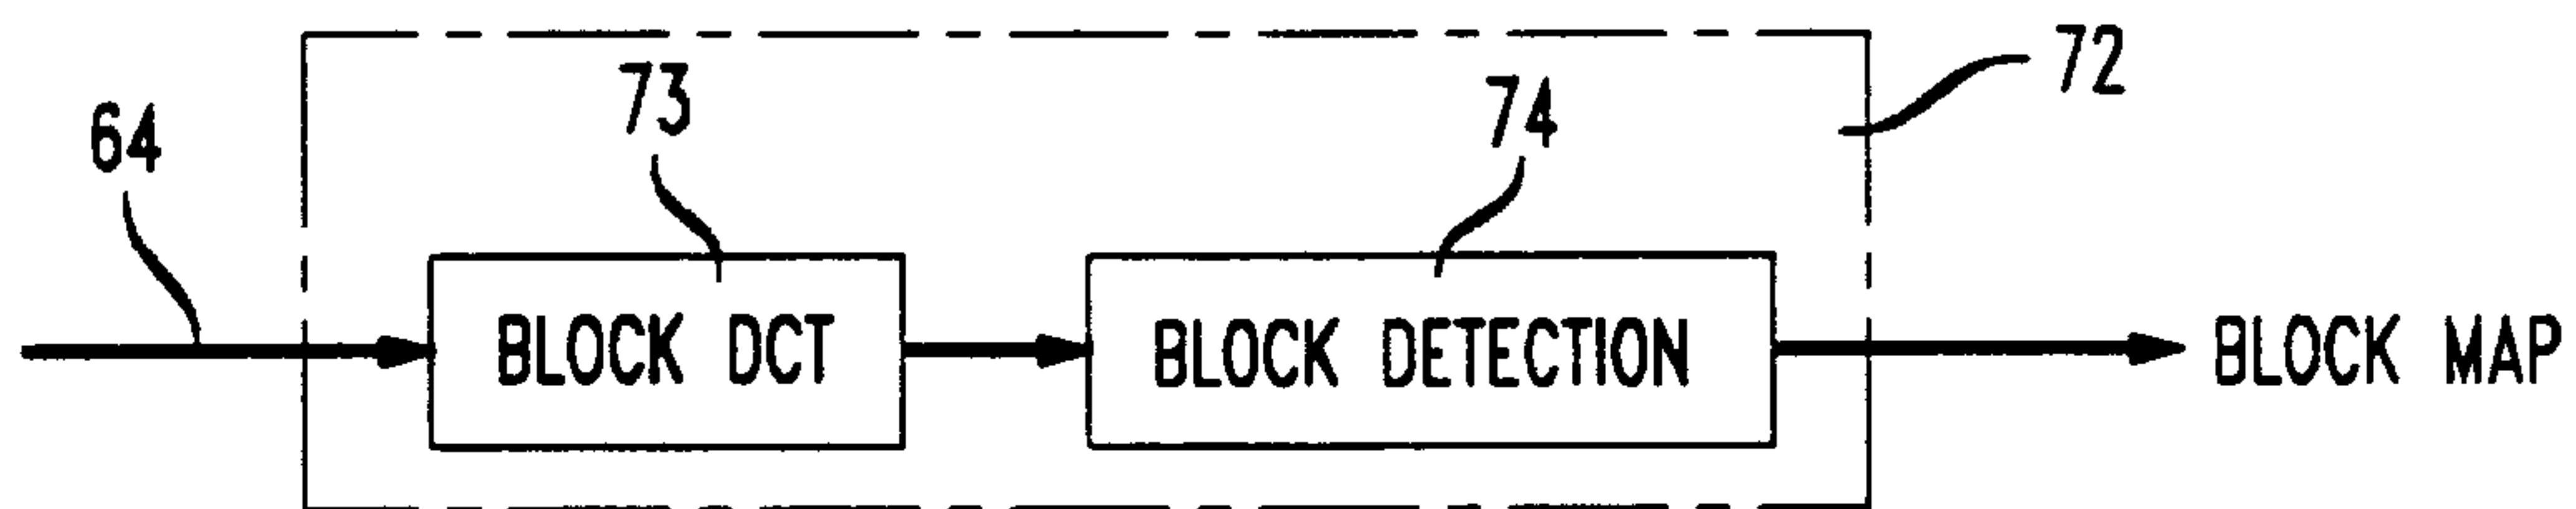 72
73
74
64
BLOCK DCT
BLOCK DETECTION
BLOCK MAP